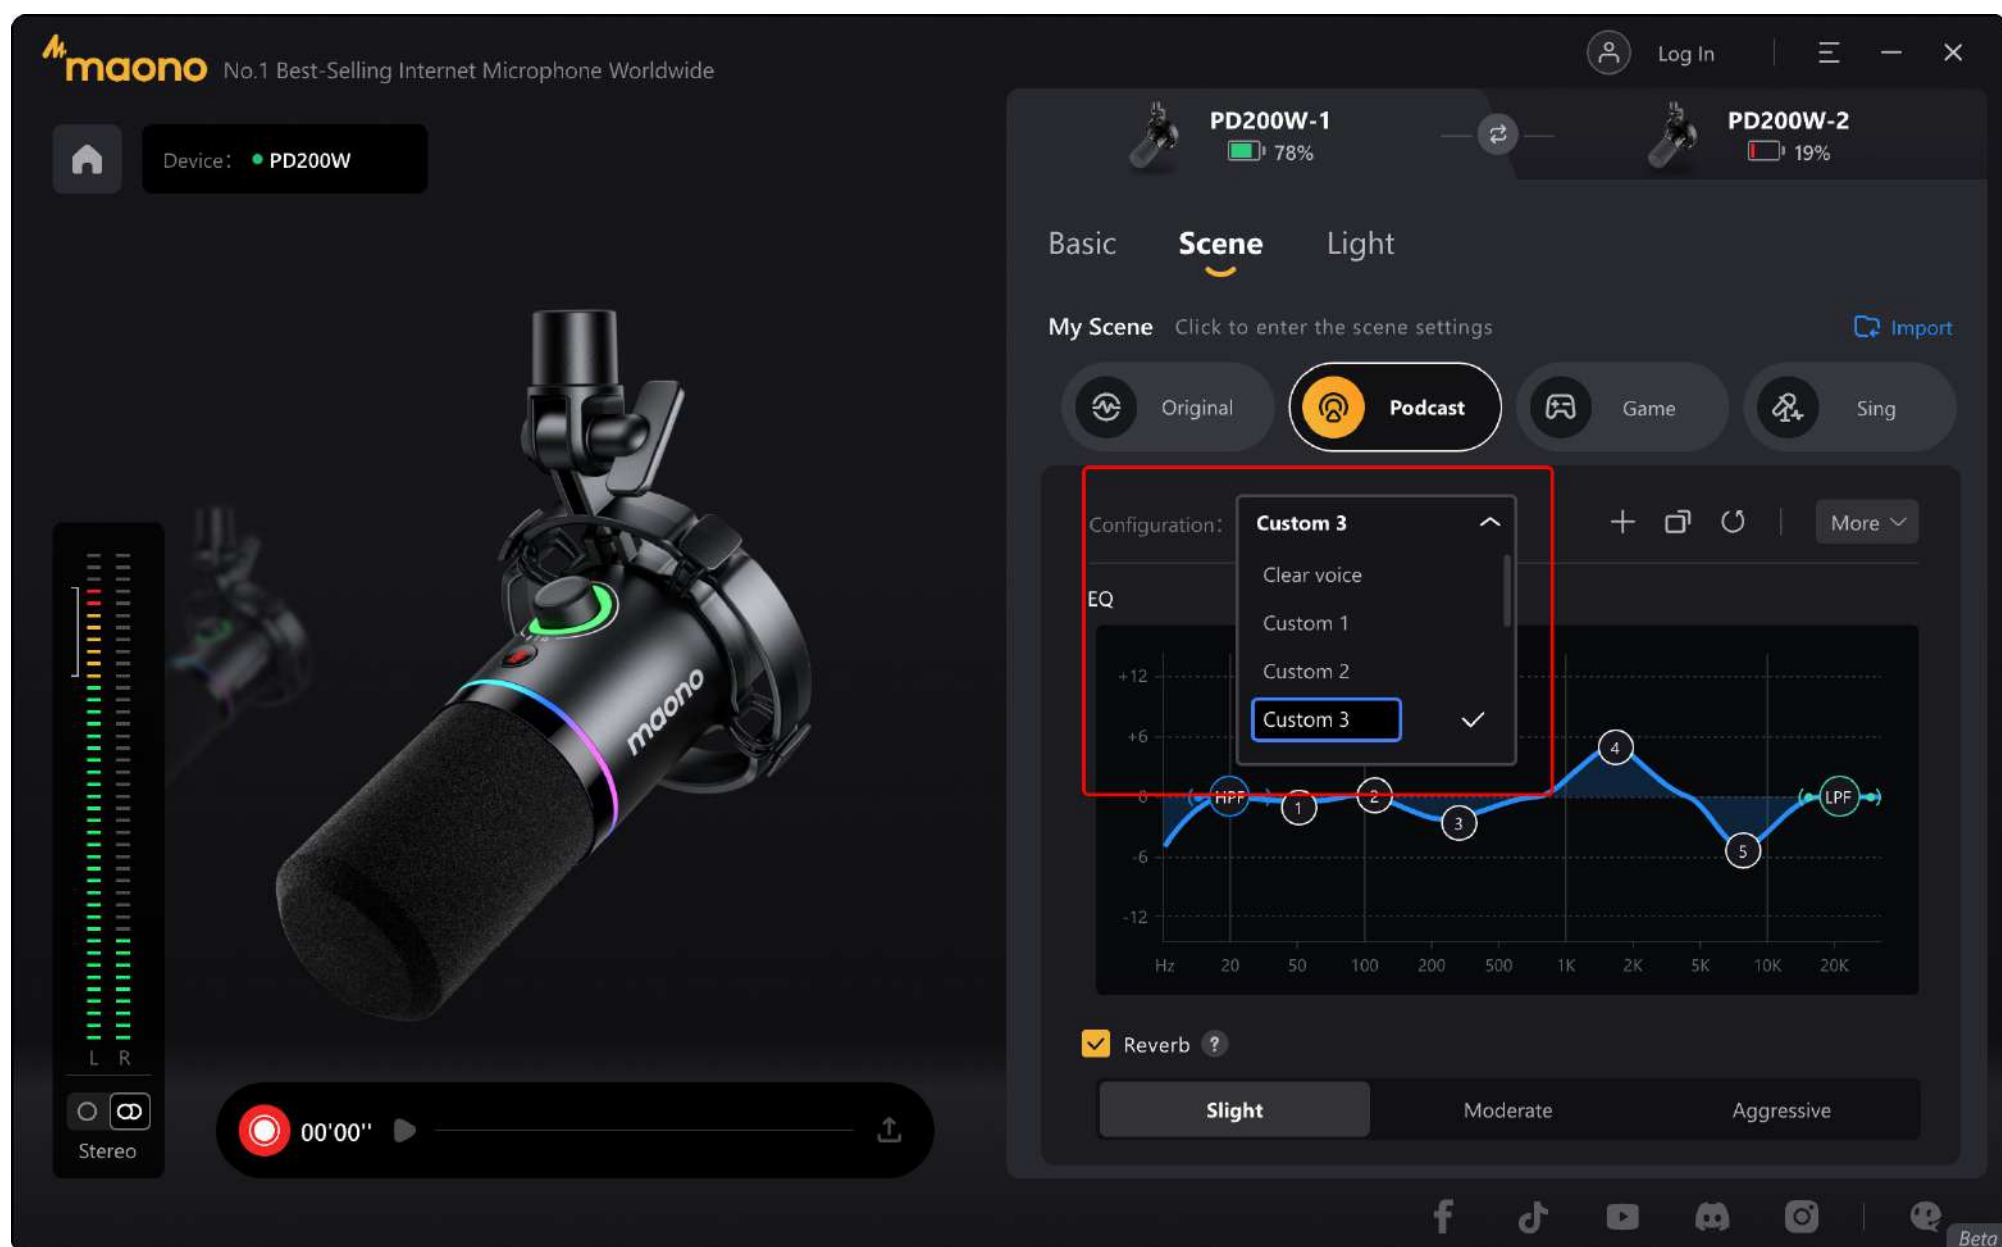 maono No.1 Best-Selling Internet Microphone Worldwide
Log In
Device: PD200W
PD200W-1
78%
PD200W-2
19%
Basic Scene Light
My Scene Click to enter the scene settings Import
Original Podcast Game Sing
Configuration: Custom 3 More
Clear voice
Custom 1
Custom 2
Custom 3
EQ
+12
+6
0
-6
-12
HPF 1 2 3 4 5 LPF
Hz 20 50 100 200 500 1K 2K 5K 10K 20K
Reverb ?
Slight Moderate Aggressive
maono
L R
Stereo
00'00''
Beta